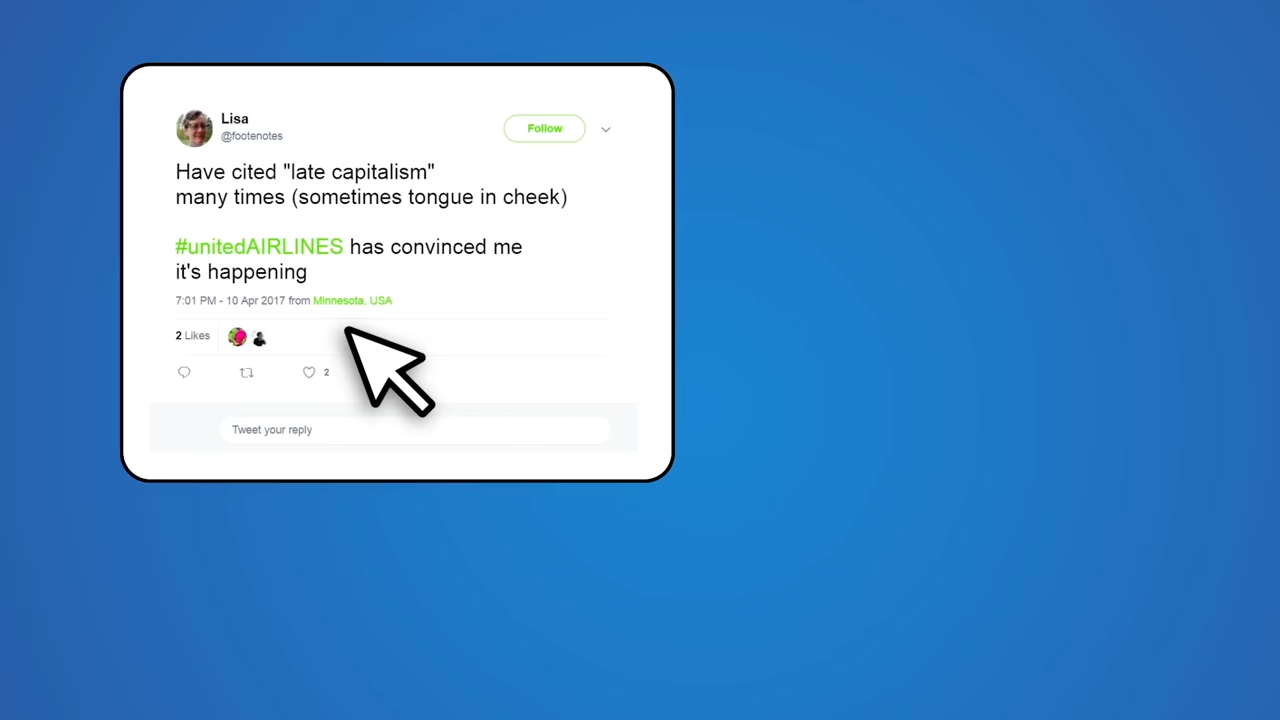 Lisa
@footenotes
Follow
Have cited "late capitalism"
many times (sometimes tongue in cheek)
#unitedAIRLINES has convinced me
it's happening
7:01 PM - 10 Apr 2017 from Minnesota, USA
2 Likes
2
Tweet your reply